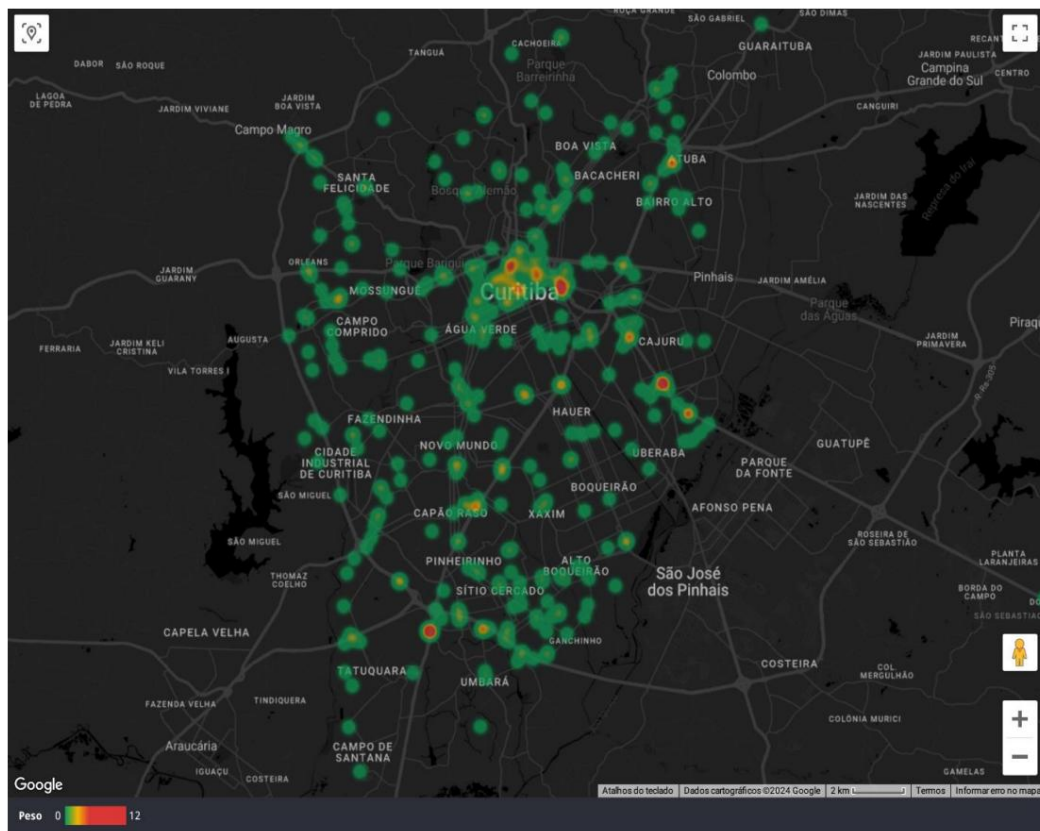 ROÇA GRANDE
SÃO GABRIEL
SÃO DIMAS
CACHOEIRA
GUARAITUBA
TANGUÁ
JARDIM PAULISTA
DABOR
SÃO ROQUE
Parque
Barreirinha
Colombo
Campina
Grande do Sul
CENTRO
LAGOA
DE PEDRA
JARDIM VIVIANE
JARDIM
BOA VISTA
CANGUIRI
Campo Magro
BOA VISTA
SANTA
FELICIDADE
BACACHERI
Bosque Alemão
BAIRRO ALTO
JARDIM DAS
NASCENTES
Represa do Iraí
ORLEANS
Parque Barigui
JARDIM
GUARANY
MOSSUNGUÊ
Curitiba
Pinhais
JARDIM AMÉLIA
Parque
das Águas
CAMPO
COMPRIDO
ÁGUA VERDE
CAJURU
AUGUSTA
FERRARIA
JARDIM KELI
CRISTINA
JARDIM
PRIMAVERA
VILA TORRES I
FAZENDINHA
HAUER
NOVO MUNDO
CIDADE
INDUSTRIAL
DE CURITIBA
UBERABA
GUATUPÊ
PARQUE
DA FONTE
SÃO MIGUEL
BOQUEIRÃO
CAPÃO RASO
XAXIM
AFONSO PENA
SÃO MIGUEL
ROSEIRA DE
SÃO SEBASTIÃO
PINHEIRINHO
ALTO
BOQUEIRÃO
PLANTA
LARANJEIRAS
THOMAZ
COELHO
SÍTIO CERCADO
São José
dos Pinhais
BORDA DO
CAMPO
CAPELA VELHA
GANCHINHO
TATUQUARA
UMBARÁ
COSTEIRA
COL.
MERGULHÃO
FAZENDA VELHA
TINDIQUERA
COLÔNIA MURICI
Araucária
CAMPO DE
SANTANA
IGUAÇU
COSTEIRA
GAMELAS
Google
Atalhos do teclado
Dados cartográficos ©2024 Google
2 km
Termos
Informar erro no mapa
Peso 0 12